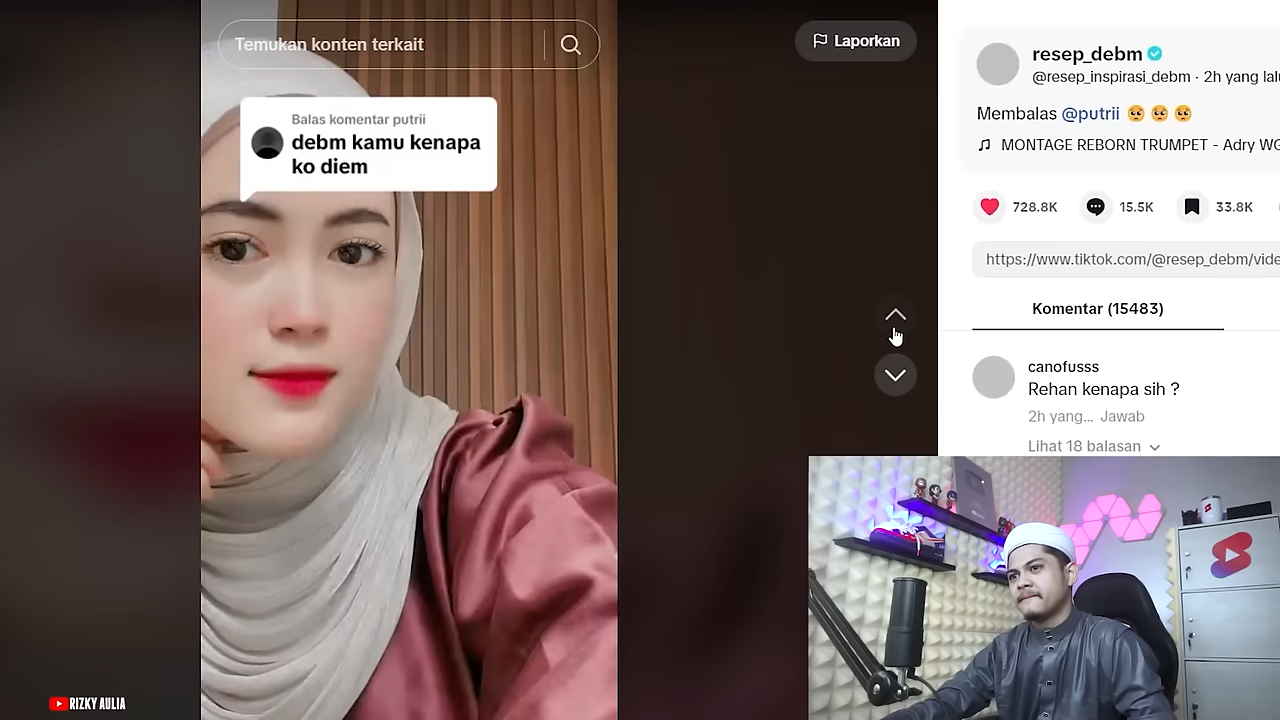 Temukan konten terkait
Laporkan
Balas komentar putrii
debm kamu kenapa
ko diem
resep_debm
@resep_inspirasi_debm · 2h yang lalu
Membalas @putrii 🥺 🥺 🥺
MONTAGE REBORN TRUMPET - Adry WG
728.8K
15.5K
33.8K
https://www.tiktok.com/@resep_debm/vide
Komentar (15483)
canofusss
Rehan kenapa sih ?
2h yang... Jawab
Lihat 18 balasan
RIZKY AULIA